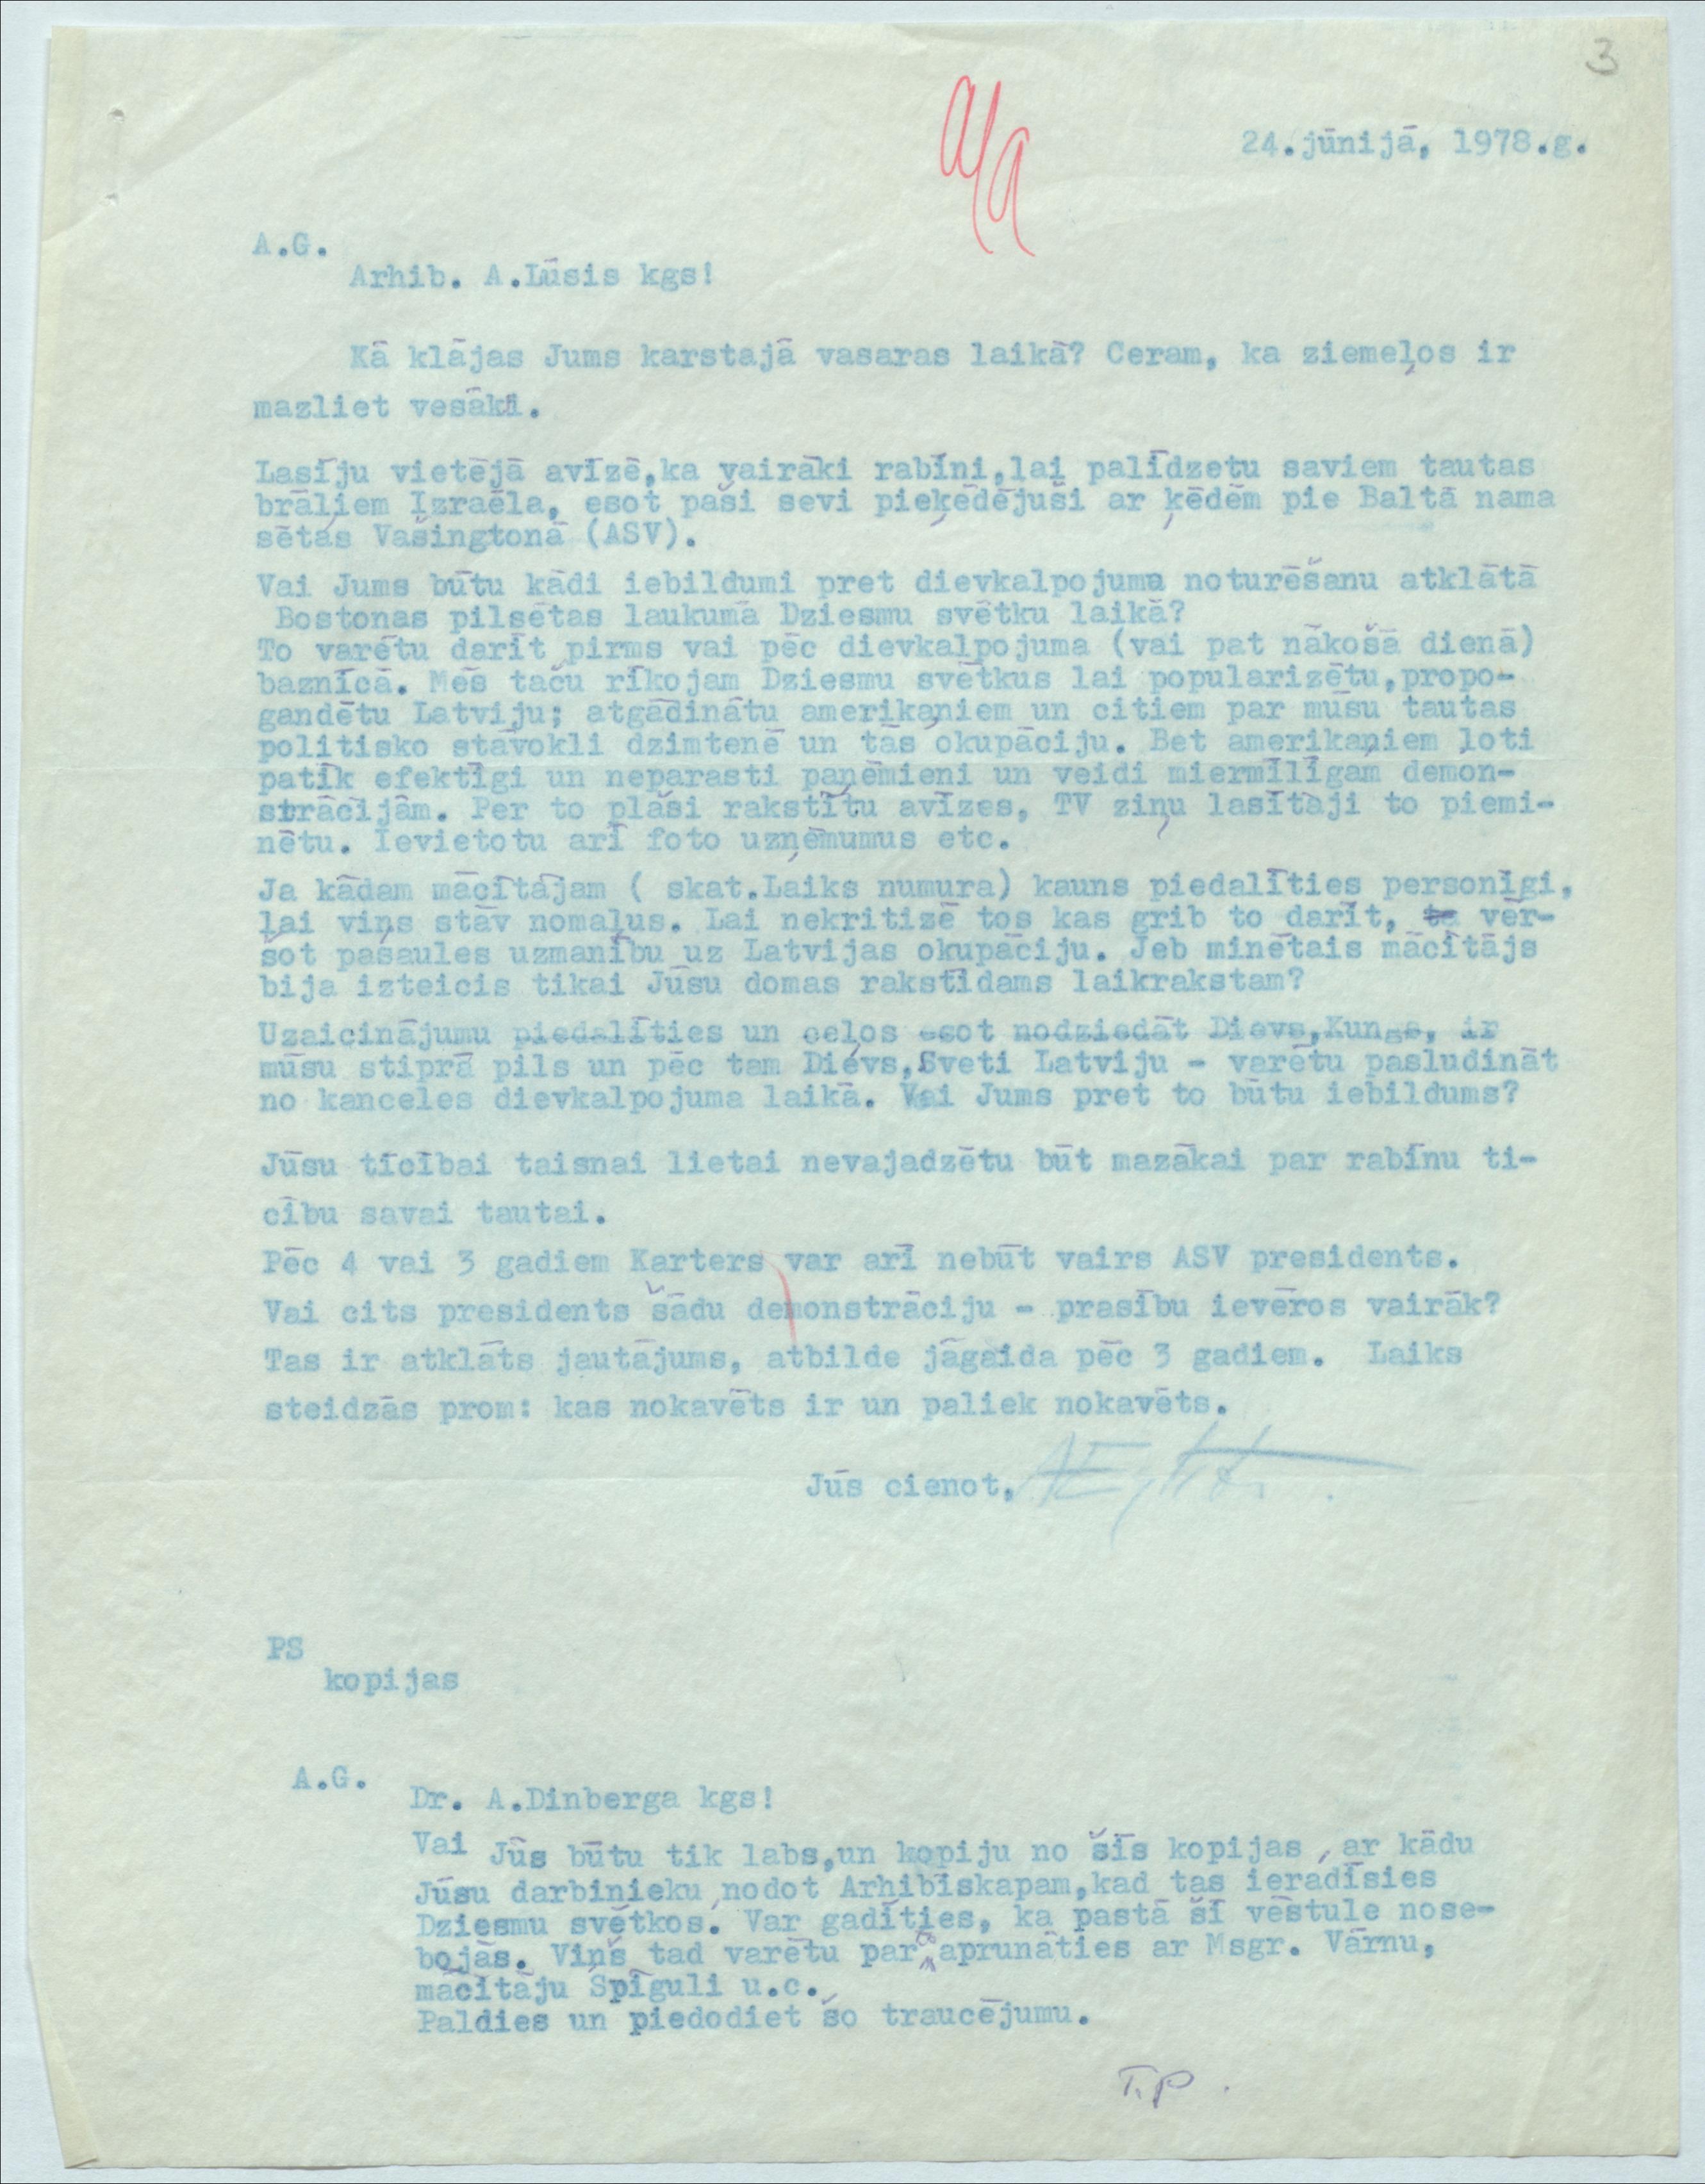 3
a/a
24.jūnijā, 1978.g.
A.G.
Arhib. A.Lūsis kgs!
Kā klājas Jums karstajā vasaras laikā? Ceram, ka ziemeļos ir
mazliet vesāki.
Lasīju vietējā avīzē,ka vairāki rabīni,lai palīdzetu saviem tautas
brāļiem Izraēla, esot paši sevi pieķēdējuši ar ķēdēm pie Baltā nama
sētas Vašingtonā (ASV).
Vai Jums būtu kādi iebildumi pret dievkalpojuma noturēšanu atklātā
Bostonas pilsētas laukumā Dziesmu svētku laikā?
To varētu darīt pirms vai pēc dievkalpojuma (vai pat nākošā dienā)
baznīcā. Mēs taču rīkojam Dziesmu svētkus lai popularizētu,propo-
gandētu Latviju; atgādinātu amerikaņiem un citiem par mūsu tautas
politisko stāvokli dzimtenē un tās okupāciju. Bet amerikaņiem ļoti
patīk efektīgi un neparasti paņēmieni un veidi miermīlīgām demon-
strācijām. Per to plaši rakstītu avīzes, TV ziņu lasītāji to piemi-
nētu. Ievietotu arī foto uzņēmumus etc.
Ja kādam mācītājam ( skat.Laiks numura) kauns piedalīties personīgi,
lai viņs stāv nomaļus. Lai nekritizē tos kas grib to darīt, ta vēr-
šot pasaules uzmanību uz Latvijas okupāciju. Jeb minētais mācītājs
bija izteicis tikai Jūsu domas rakstīdams laikrakstam?
Uzaicinājumu piedalīties un ceļos esot nodziedāt Dievs,Kungs, ir
mūsu stiprā pils un pēc tam Dievs,Sveti Latviju - varētu pasludināt
no kanceles dievkalpojuma laikā. Vai Jums pret to būtu iebildums?
Jūsu tīcībai taisnai lietai nevajadzētu būt mazākai par rabīnu ti-
cību savai tautai.
Pēc 4 vai 3 gadiem Karters var arī nebūt vairs ASV presidents.
Vai cits presidents šādu demonstrāciju - prasību ievēros vairāk?
Tas ir atklāts jautājums, atbilde jāgaida pēc 3 gadiem. Laiks
steidzās prom: kas nokavēts ir un paliek nokavēts.
Jūs cienot,
PS
kopijas
A.G.
Dr. A.Dinberga kgs!
Vai Jūs būtu tik labs,un kopiju no šīs kopijas , ar kādu
Jūsu darbinieku nodot Arhibīskapam,kad tas ieradīsies
Dziesmu svētkos. Var gadīties, ka pastā šī vēstule nose-
bojās. Viņš tad varētu par to aprunāties ar Msgr. Vārnu,
mācītāju Spīguli u.c.
Paldies un piedodiet šo traucējumu.
T.P.